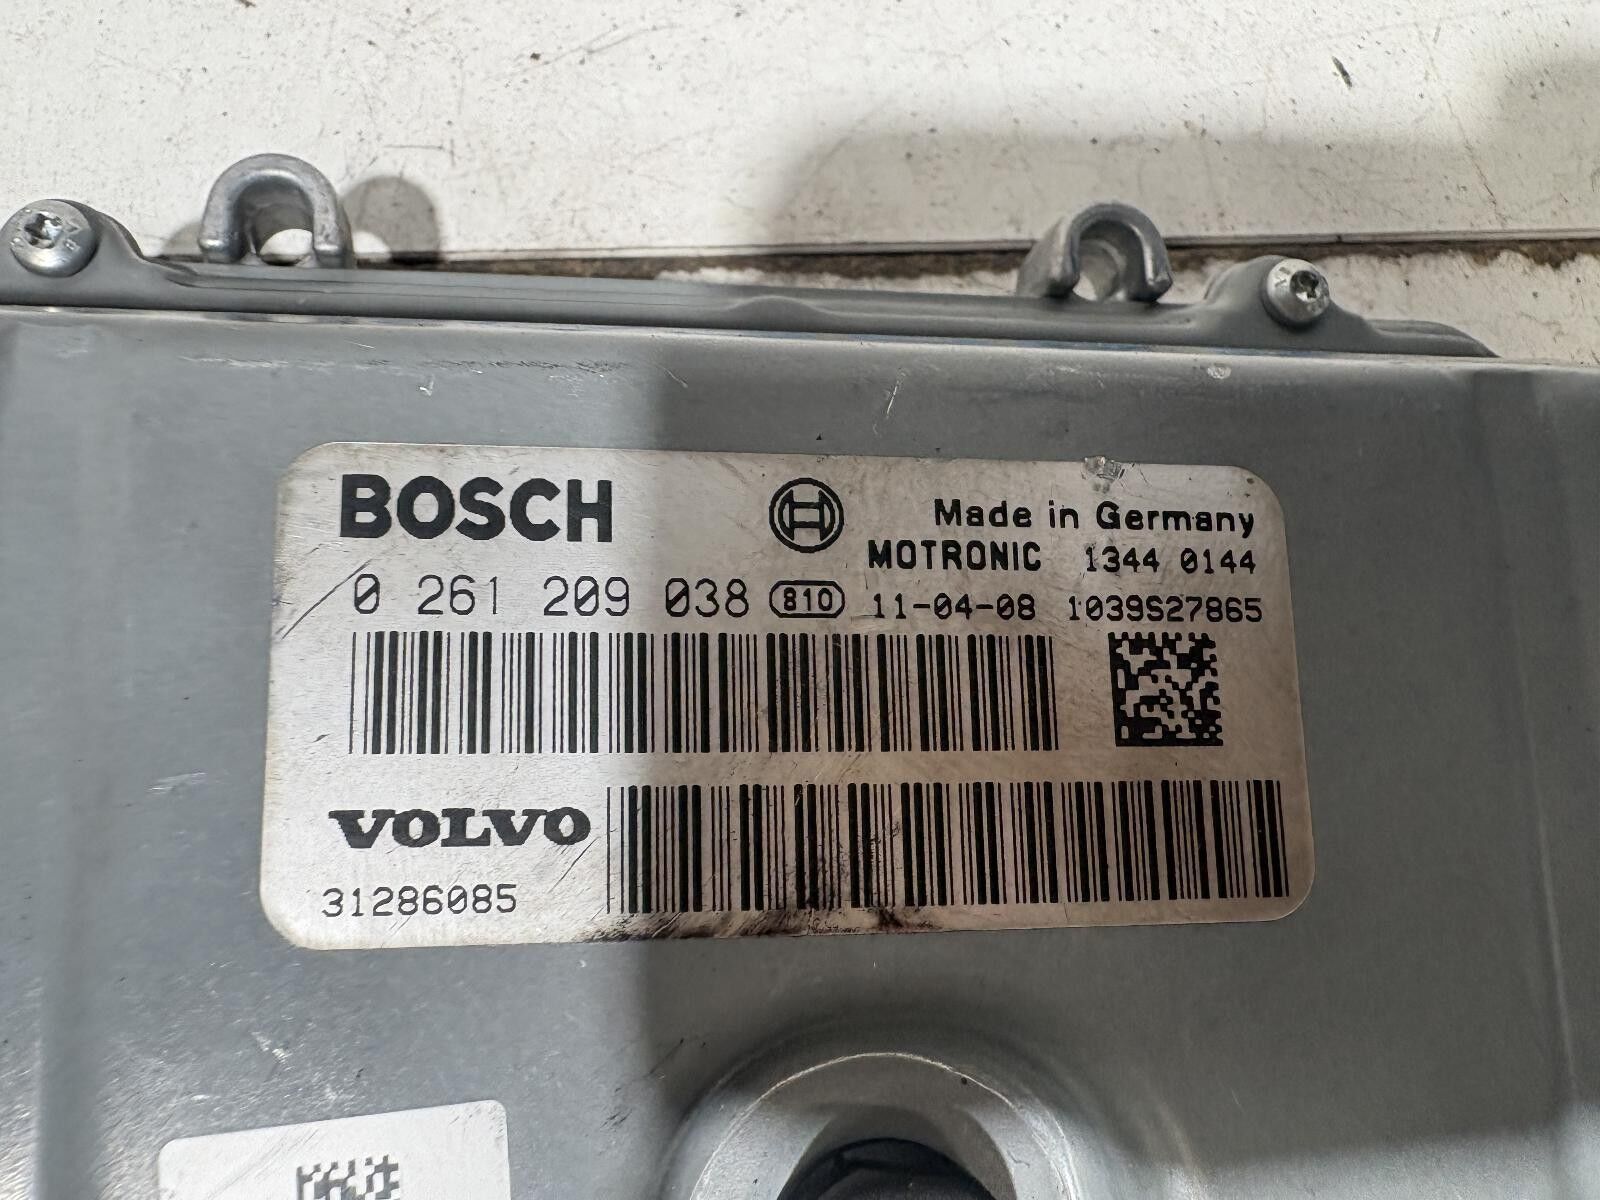 BOSCH
Made in Germany
MOTRONIC 1344 0144
0 261 209 038 810 11-04-08 1039S27865
VOLVO
31286085